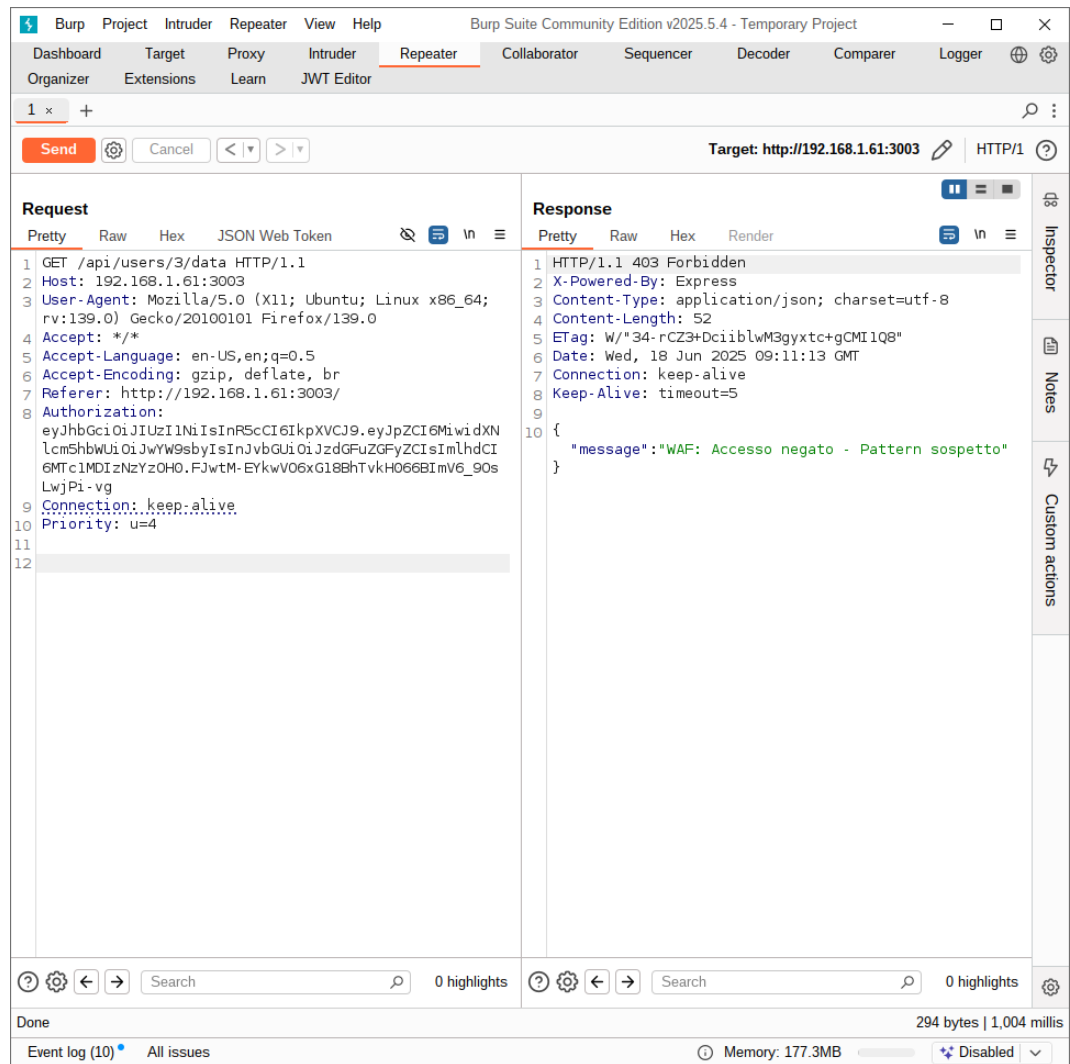 Burp Project Intruder Repeater View Help Burp Suite Community Edition v2025.5.4 - Temporary Project
Dashboard Target Proxy Intruder Repeater Collaborator Sequencer Decoder Comparer Logger
Organizer Extensions Learn JWT Editor
1 × +
Send Cancel < > Target: http://192.168.1.61:3003 HTTP/1 ?
Request
Pretty Raw Hex JSON Web Token \n
1 GET /api/users/3/data HTTP/1.1
2 Host: 192.168.1.61:3003
3 User-Agent: Mozilla/5.0 (X11; Ubuntu; Linux x86_64;
rv:139.0) Gecko/20100101 Firefox/139.0
4 Accept: */*
5 Accept-Language: en-US,en;q=0.5
6 Accept-Encoding: gzip, deflate, br
7 Referer: http://192.168.1.61:3003/
8 Authorization:
eyJhbGciOiJIUzI1NiIsInR5cCI6IkpXVCJ9.eyJpZCI6MiwidXN
lcm5hbWUiOiJwYW9sbyIsInJvbGUiOiJzdGFuZGFyZCIsImlhdCI
6MTc1MDIzNzYzOH0.FJwtM-EYkwVO6xG18BhTvkHO66BImV6_9Os
LwjPi-vg
9 Connection: keep-alive
10 Priority: u=4
11
12
Response
Pretty Raw Hex Render \n
1 HTTP/1.1 403 Forbidden
2 X-Powered-By: Express
3 Content-Type: application/json; charset=utf-8
4 Content-Length: 52
5 ETag: W/"34-rCZ3+DciiblwM3gyxtc+gCMI1Q8"
6 Date: Wed, 18 Jun 2025 09:11:13 GMT
7 Connection: keep-alive
8 Keep-Alive: timeout=5
9
10 {
"message":"WAF: Accesso negato - Pattern sospetto"
}
Inspector
Notes
Custom actions
? Search 0 highlights
? Search 0 highlights
Done 294 bytes | 1,004 millis
Event log (10) All issues Memory: 177.3MB Disabled